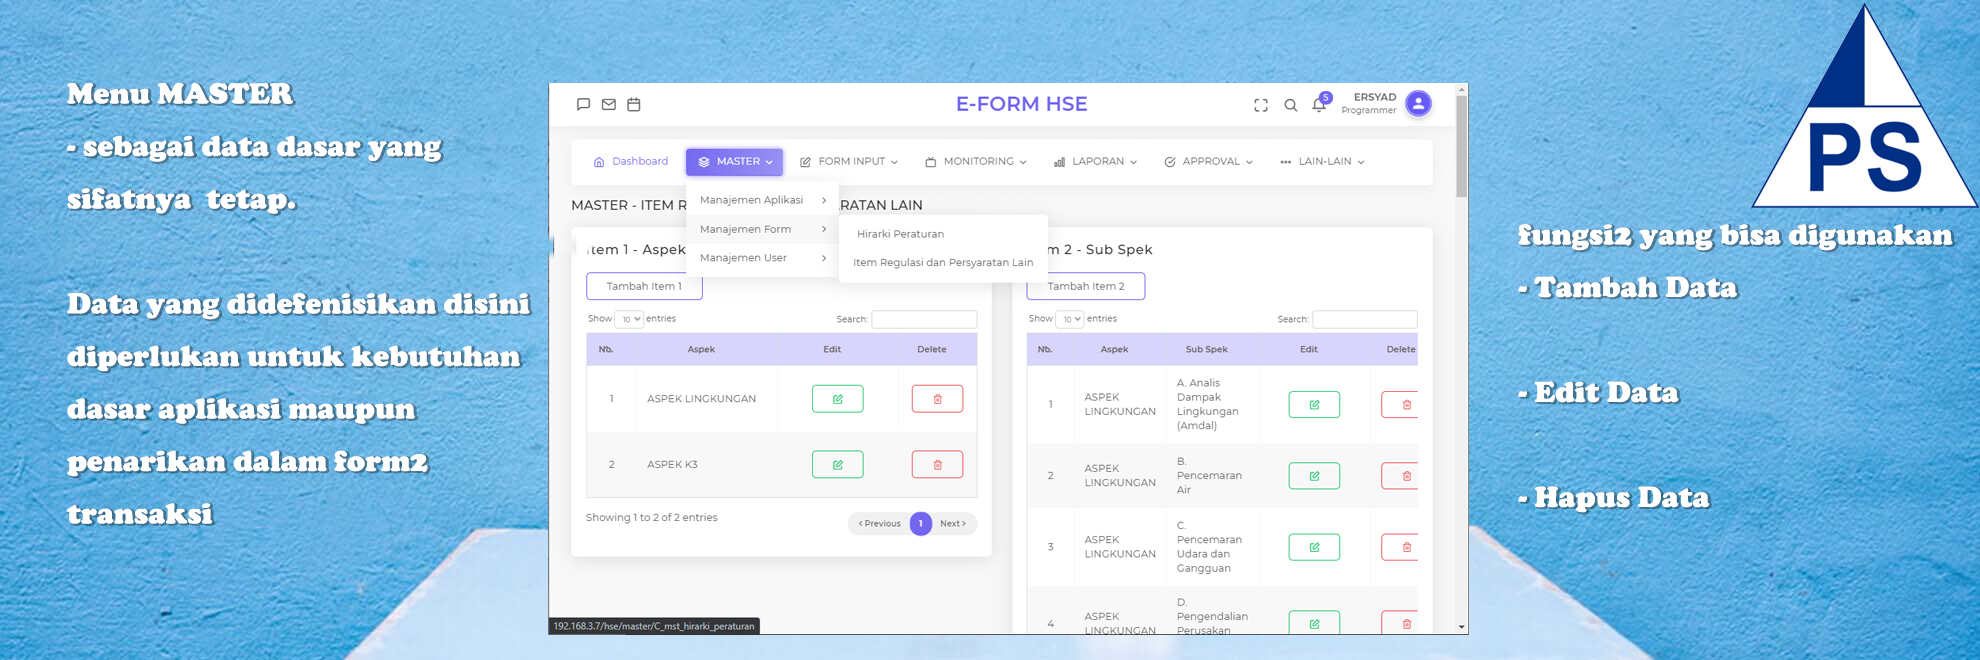 Menu MASTER
- sebagai data dasar yang
sifatnya tetap.
Data yang didefenisikan disini
diperlukan untuk kebutuhan
dasar aplikasi maupun
penarikan dalam form2
transaksi
E-FORM HSE
5
ERSYAD
Programmer
Dashboard
MASTER
FORM INPUT
MONITORING
LAPORAN
APPROVAL
LAIN-LAIN
Manajemen Aplikasi
Manajemen Form
Manajemen User
Hirarki Peraturan
Item Regulasi dan Persyaratan Lain
MASTER - ITEM R
RATAN LAIN
Item 1 - Aspek
Tambah Item 1
Show 10 entries
Search:
No. Aspek Edit Delete
1 ASPEK LINGKUNGAN
2 ASPEK K3
Showing 1 to 2 of 2 entries
Previous 1 Next
m 2 - Sub Spek
Tambah Item 2
Show 10 entries
Search:
No. Aspek Sub Spek Edit Delete
1 ASPEK LINGKUNGAN
A. Analis
Dampak
Lingkungan
(Amdal)
2 ASPEK LINGKUNGAN
B.
Pencemaran
Air
3 ASPEK LINGKUNGAN
C.
Pencemaran
Udara dan
Gangguan
4 ASPEK LINGKUNGAN
D.
Pengendalian
Perusakan
192.168.3.7/hse/master/C_mst_hirarki_peraturan
PS
fungsi2 yang bisa digunakan
- Tambah Data
- Edit Data
- Hapus Data